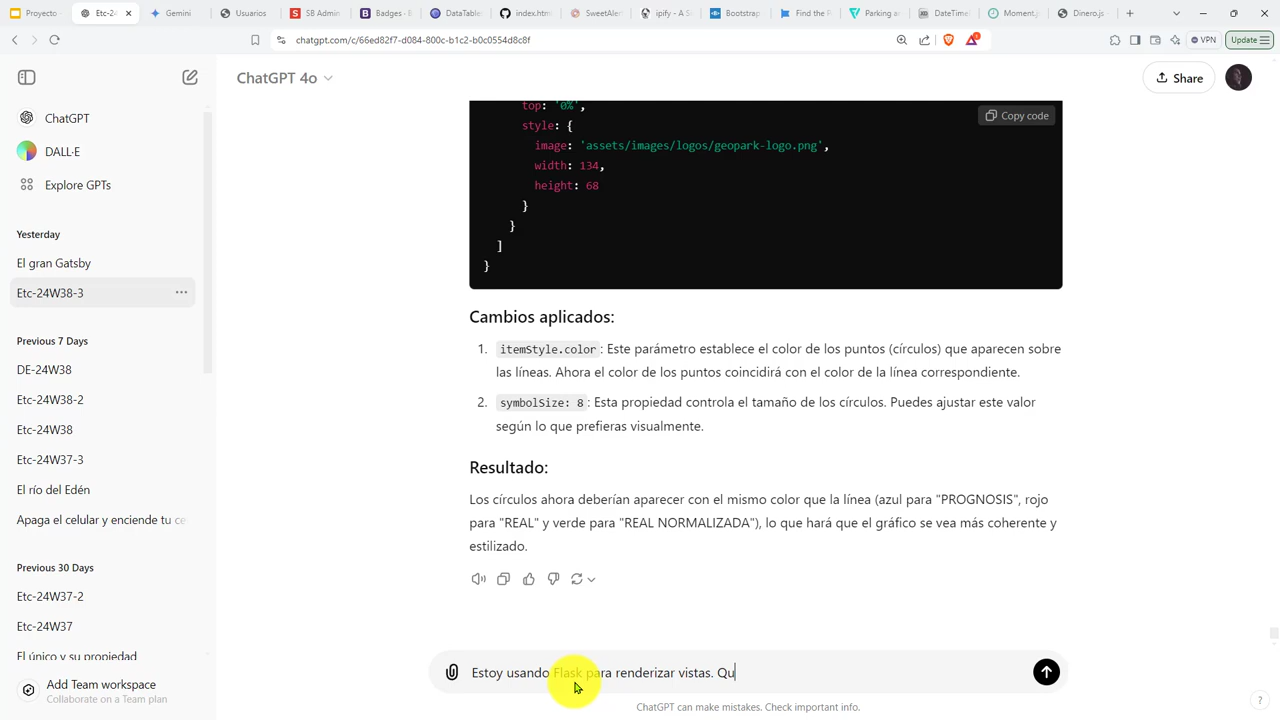 Proyecto
Etc-24
Gemini
Usuarios
SB Admin
Badges - B
DataTable
index.htm
SweetAler
ipify - A S
Bootstrap
Find the P
Parking an
DateTime
Moment.js
Dinero.js -
chatgpt.com/c/66ed82f7-d084-800c-b1c2-b0c0554d8c8f
VPN
Update
ChatGPT 4o
Share
ChatGPT
DALL·E
Explore GPTs
Yesterday
El gran Gatsby
Etc-24W38-3
Previous 7 Days
DE-24W38
Etc-24W38-2
Etc-24W38
Etc-24W37-3
El río del Edén
Apaga el celular y enciende tu ce
Previous 30 Days
Etc-24W37-2
Etc-24W37
El único y su propiedad
Add Team workspace
Collaborate on a Team plan
Copy code
top: '0%',
style: {
image: 'assets/images/logos/geopark-logo.png',
width: 134,
height: 68
}
}
]
}
Cambios aplicados:
1. itemStyle.color: Este parámetro establece el color de los puntos (círculos) que aparecen sobre
las líneas. Ahora el color de los puntos coincidirá con el color de la línea correspondiente.
2. symbolSize: 8: Esta propiedad controla el tamaño de los círculos. Puedes ajustar este valor
según lo que prefieras visualmente.
Resultado:
Los círculos ahora deberían aparecer con el mismo color que la línea (azul para "PROGNOSIS", rojo
para "REAL" y verde para "REAL NORMALIZADA"), lo que hará que el gráfico se vea más coherente y
estilizado.
Estoy usando Flask para renderizar vistas. Qu
ChatGPT can make mistakes. Check important info.
?